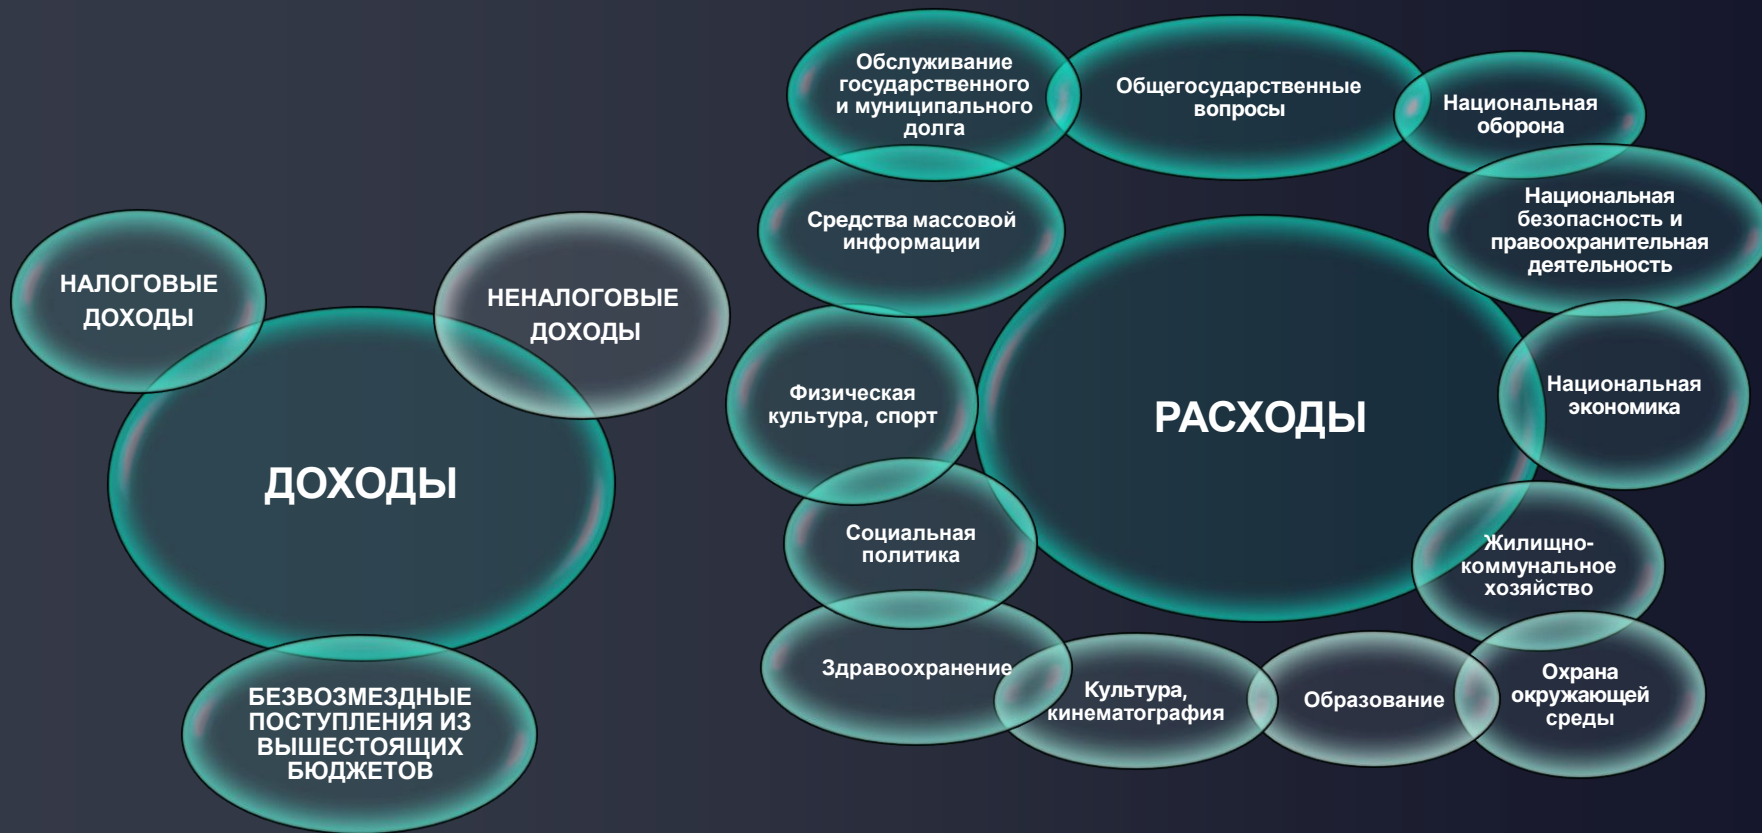 НАЛОГОВЫЕ
ДОХОДЫ
НЕНАЛОГОВЫЕ
ДОХОДЫ
ДОХОДЫ
БЕЗВОЗМЕЗДНЫЕ
ПОСТУПЛЕНИЯ ИЗ
ВЫШЕСТОЯЩИХ
БЮДЖЕТОВ
РАСХОДЫ
Общегосударственные
вопросы
Национальная
оборона
Национальная
безопасность и
правоохранительная
деятельность
Национальная
экономика
Жилищно-
коммунальное
хозяйство
Охрана
окружающей
среды
Образование
Культура,
кинематография
Здравоохранение
Социальная
политика
Физическая
культура, спорт
Средства массовой
информации
Обслуживание
государственного
и муниципального
долга